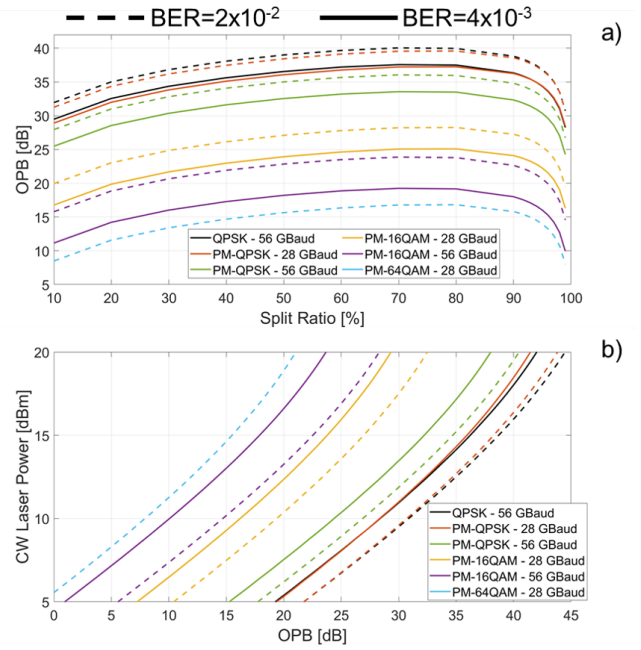 BER=2x10-2 BER=4x10-3
a)
40
35
30
25
20
15
10
5
OPB [dB]
QPSK - 56 GBaud
PM-QPSK - 28 GBaud
PM-QPSK - 56 GBaud
PM-16QAM - 28 GBaud
PM-16QAM - 56 GBaud
PM-64QAM - 28 GBaud
10 20 30 40 50 60 70 80 90 100
Split Ratio [%]
b)
20
15
10
5
CW Laser Power [dBm]
QPSK - 56 GBaud
PM-QPSK - 28 GBaud
PM-QPSK - 56 GBaud
PM-16QAM - 28 GBaud
PM-16QAM - 56 GBaud
PM-64QAM - 28 GBaud
0 5 10 15 20 25 30 35 40 45
OPB [dB]